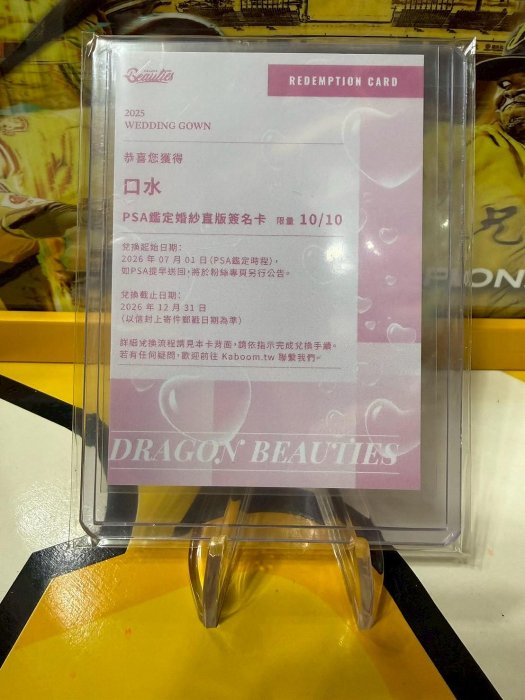 DRAGON
Beauties
REDEMPTION CARD
2025
WEDDING GOWN
恭喜您獲得
口水
PSA鑑定婚紗直版簽名卡 限量 10/10
兌換起始日期:
2026 年 07 月 01 日(PSA鑑定時程),
如PSA提早送回,將於粉絲專頁另行公告。
兌換截止日期:
2026 年 12 月 31 日
(以信封上寄件郵戳日期為準)
詳細兌換流程請見本卡背面,請依指示完成兌換手續。
若有任何疑問,歡迎前往 Kaboom.tw 聯繫我們。
DRAGON BEAUTIES
PION